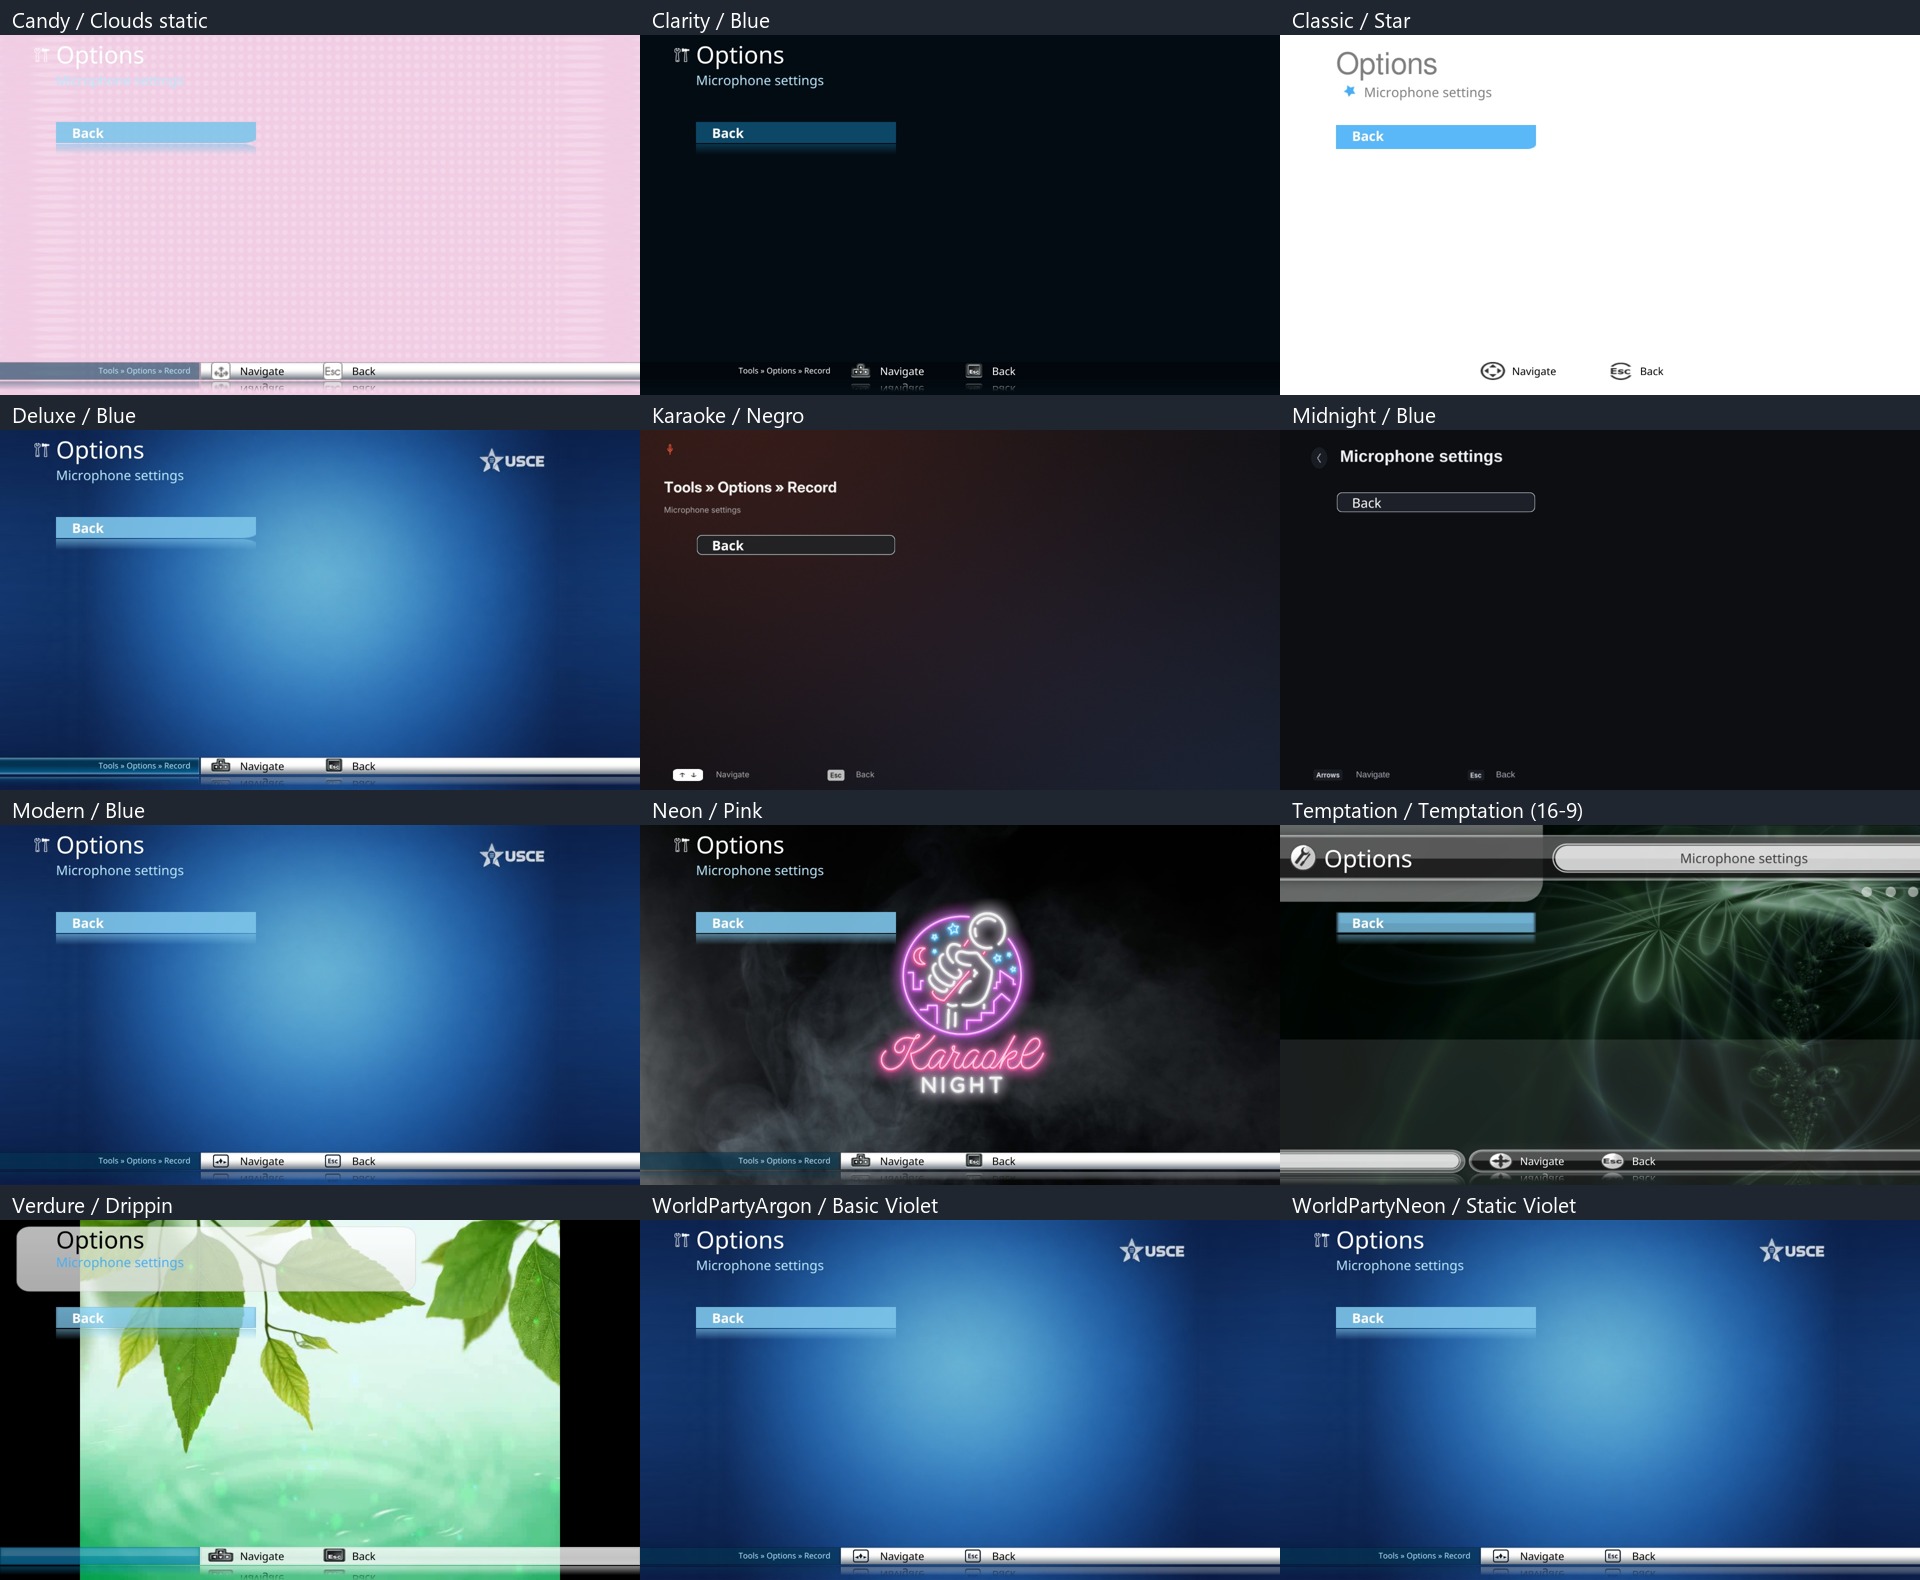 Candy / Clouds static
Options
Microphone settings
Back
Tools » Options » Record
Navigate
Esc
Back
Clarity / Blue
Options
Microphone settings
Back
Tools » Options » Record
Navigate
Esc
Back
Classic / Star
Options
Microphone settings
Back
Navigate
Esc
Back
Deluxe / Blue
Options
Microphone settings
USCE
Back
Tools » Options » Record
Navigate
Esc
Back
Karaoke / Negro
Tools » Options » Record
Microphone settings
Back
Navigate
Esc
Back
Midnight / Blue
Microphone settings
Back
Arrows
Navigate
Esc
Back
Modern / Blue
Options
Microphone settings
USCE
Back
Tools » Options » Record
Navigate
Esc
Back
Neon / Pink
Options
Microphone settings
Back
Karaoke
NIGHT
Tools » Options » Record
Navigate
Esc
Back
Temptation / Temptation (16-9)
Options
Microphone settings
Back
Navigate
Esc
Back
Verdure / Drippin
Options
Microphone settings
Back
Navigate
Esc
Back
WorldPartyArgon / Basic Violet
Options
Microphone settings
USCE
Back
Tools » Options » Record
Navigate
Esc
Back
WorldPartyNeon / Static Violet
Options
Microphone settings
USCE
Back
Tools » Options » Record
Navigate
Esc
Back